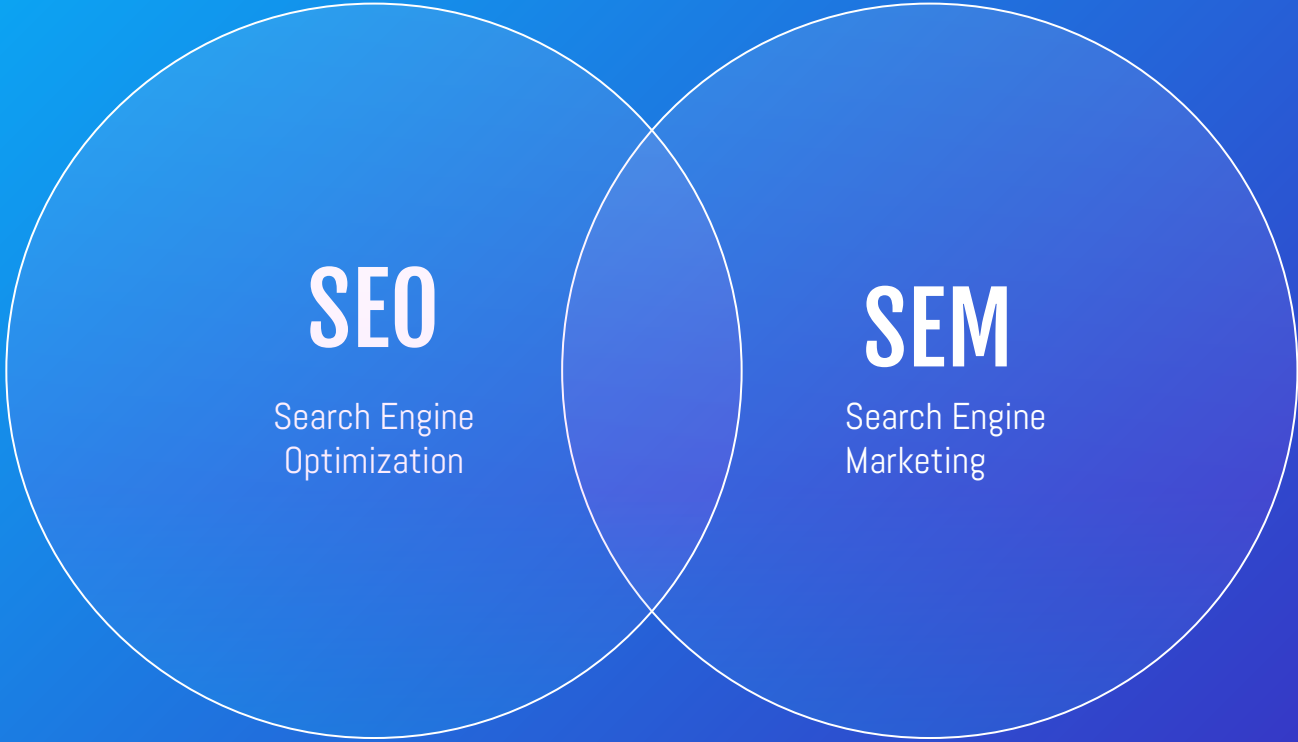 SEO
Search Engine
Optimization
SEM
Search Engine
Marketing